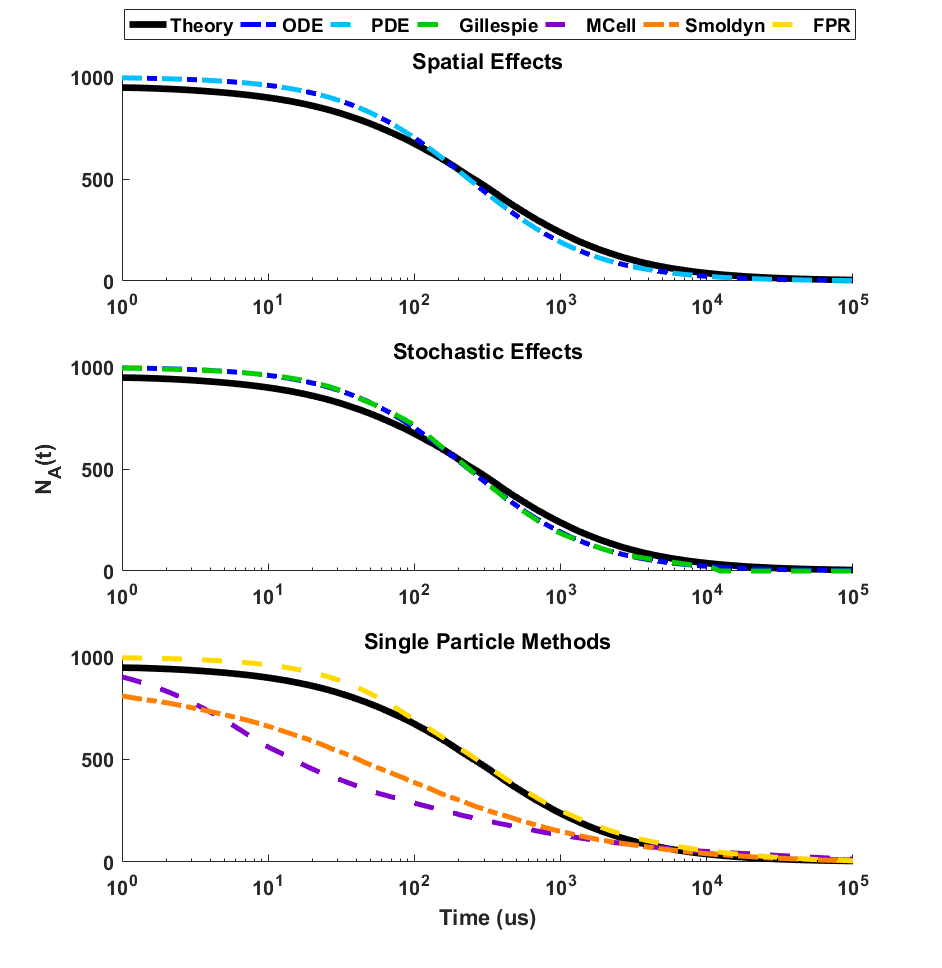 Theory ODE PDE Gillespie MCell Smoldyn FPR
Spatial Effects
1000
500
0
10^0 10^1 10^2 10^3 10^4 10^5
Stochastic Effects
1000
500
0
N_A(t)
10^0 10^1 10^2 10^3 10^4 10^5
Single Particle Methods
1000
500
0
10^0 10^1 10^2 10^3 10^4 10^5
Time (us)